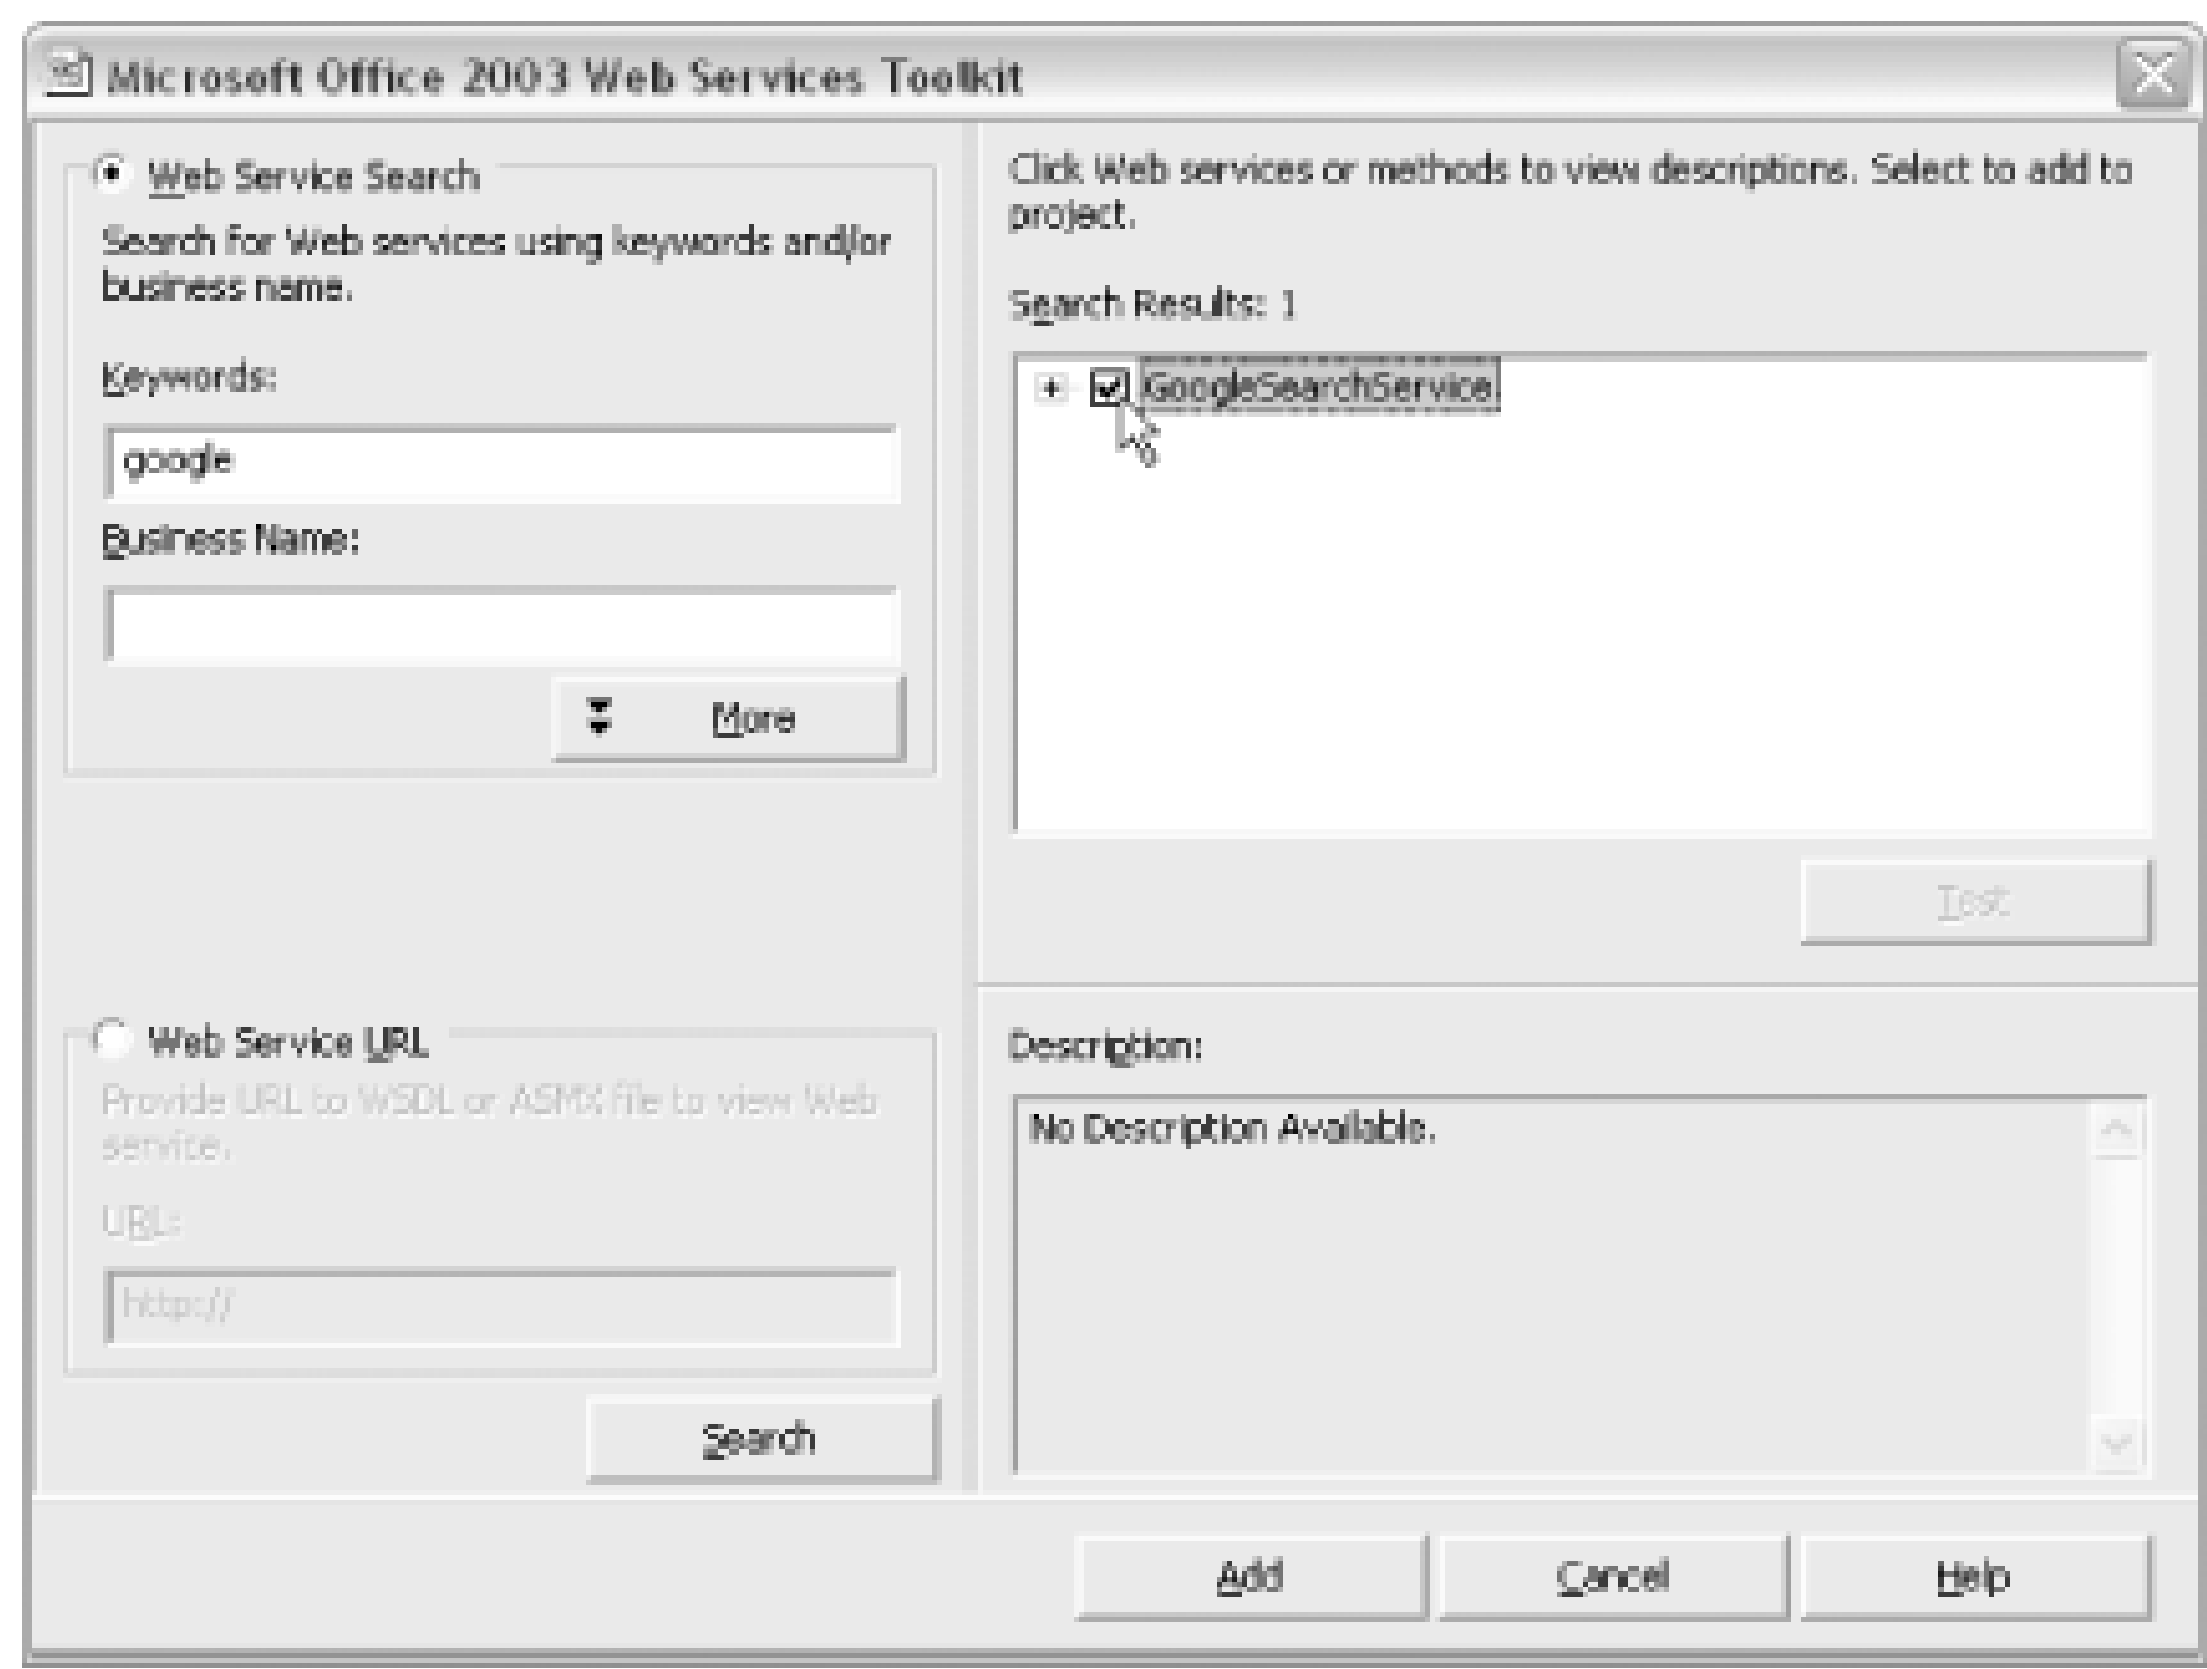 Microsoft Office 2003 Web Services Toolkit
Web Service Search
Search for Web services using keywords and/or
business name.
Keywords:
google
Business Name:
More
Web Service URL
Provide URL to WSDL or ASMX file to view Web
service.
URL:
http://
Search
Click Web services or methods to view descriptions. Select to add to
project.
Search Results: 1
GoogleSearchService
Test
Description:
No Description Available.
Add
Cancel
Help